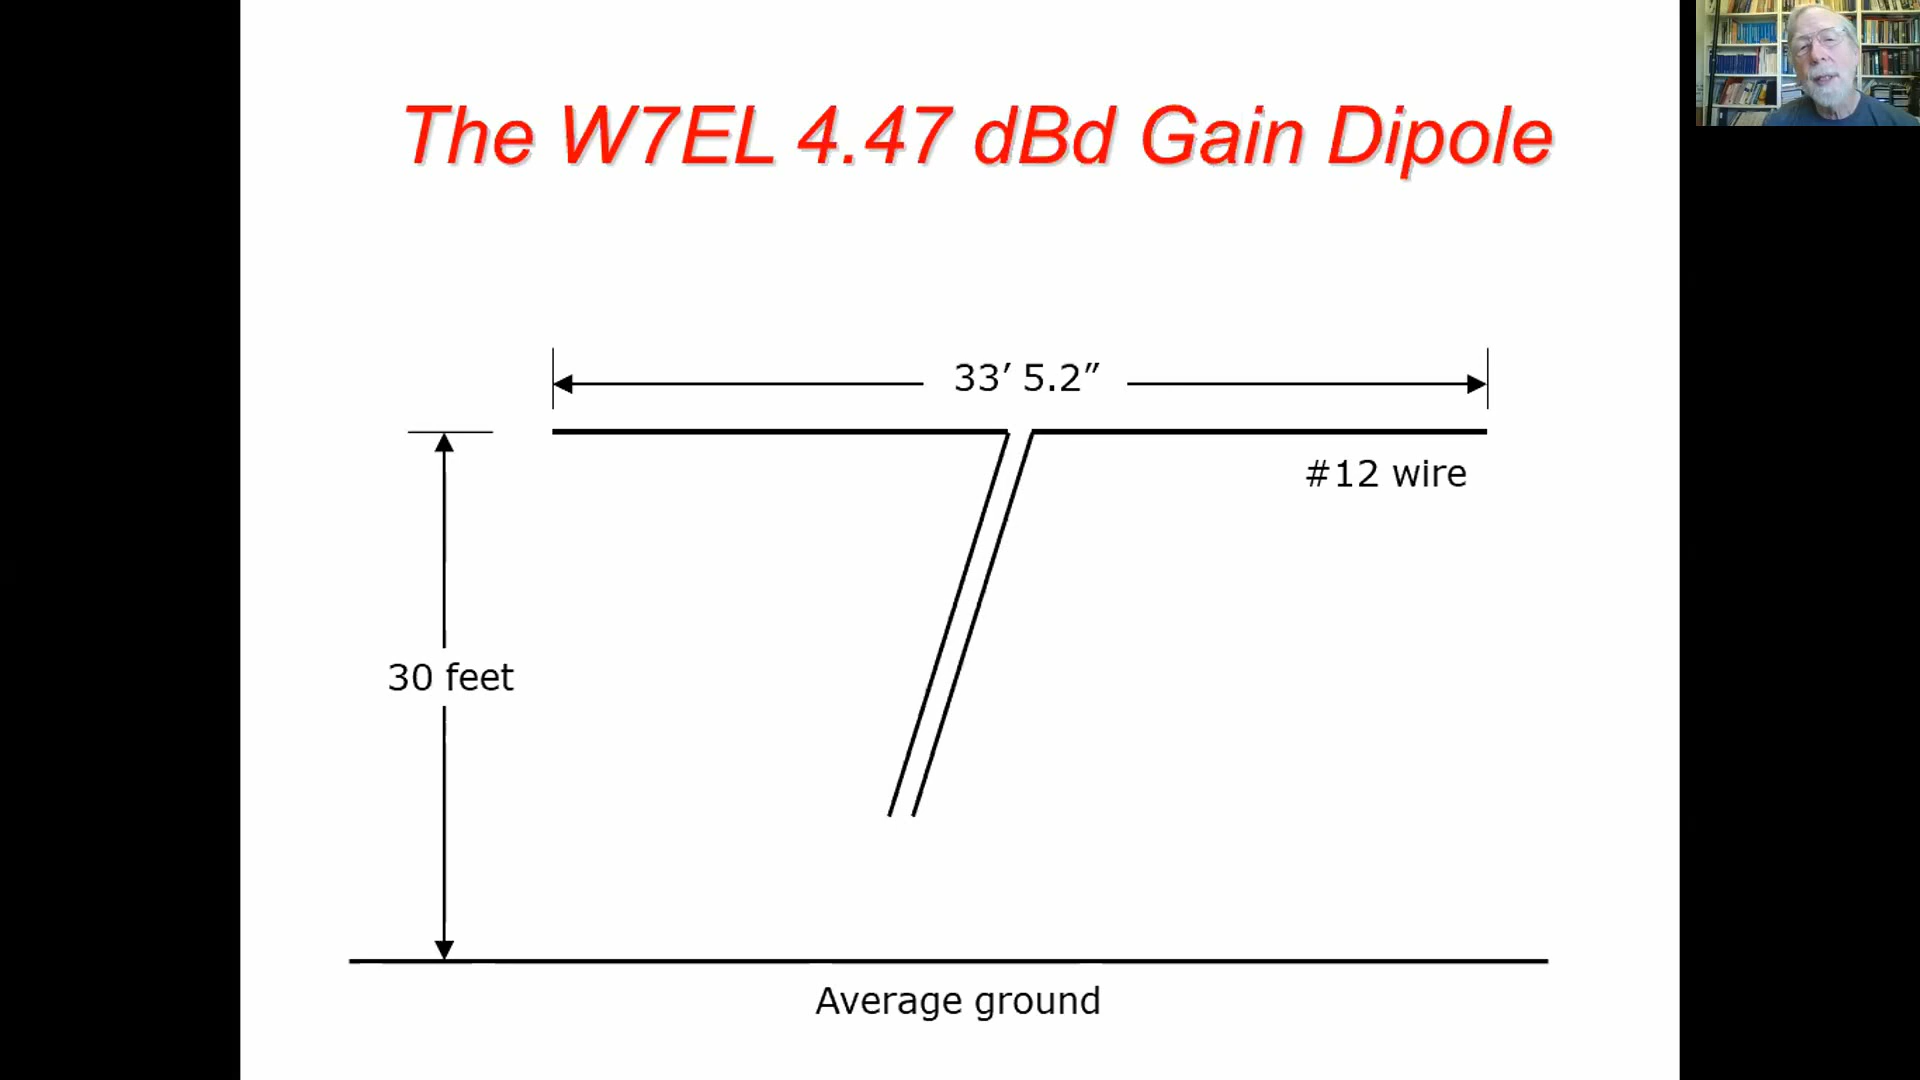 The W7EL 4.47 dBd Gain Dipole
33’ 5.2”
#12 wire
30 feet
Average ground